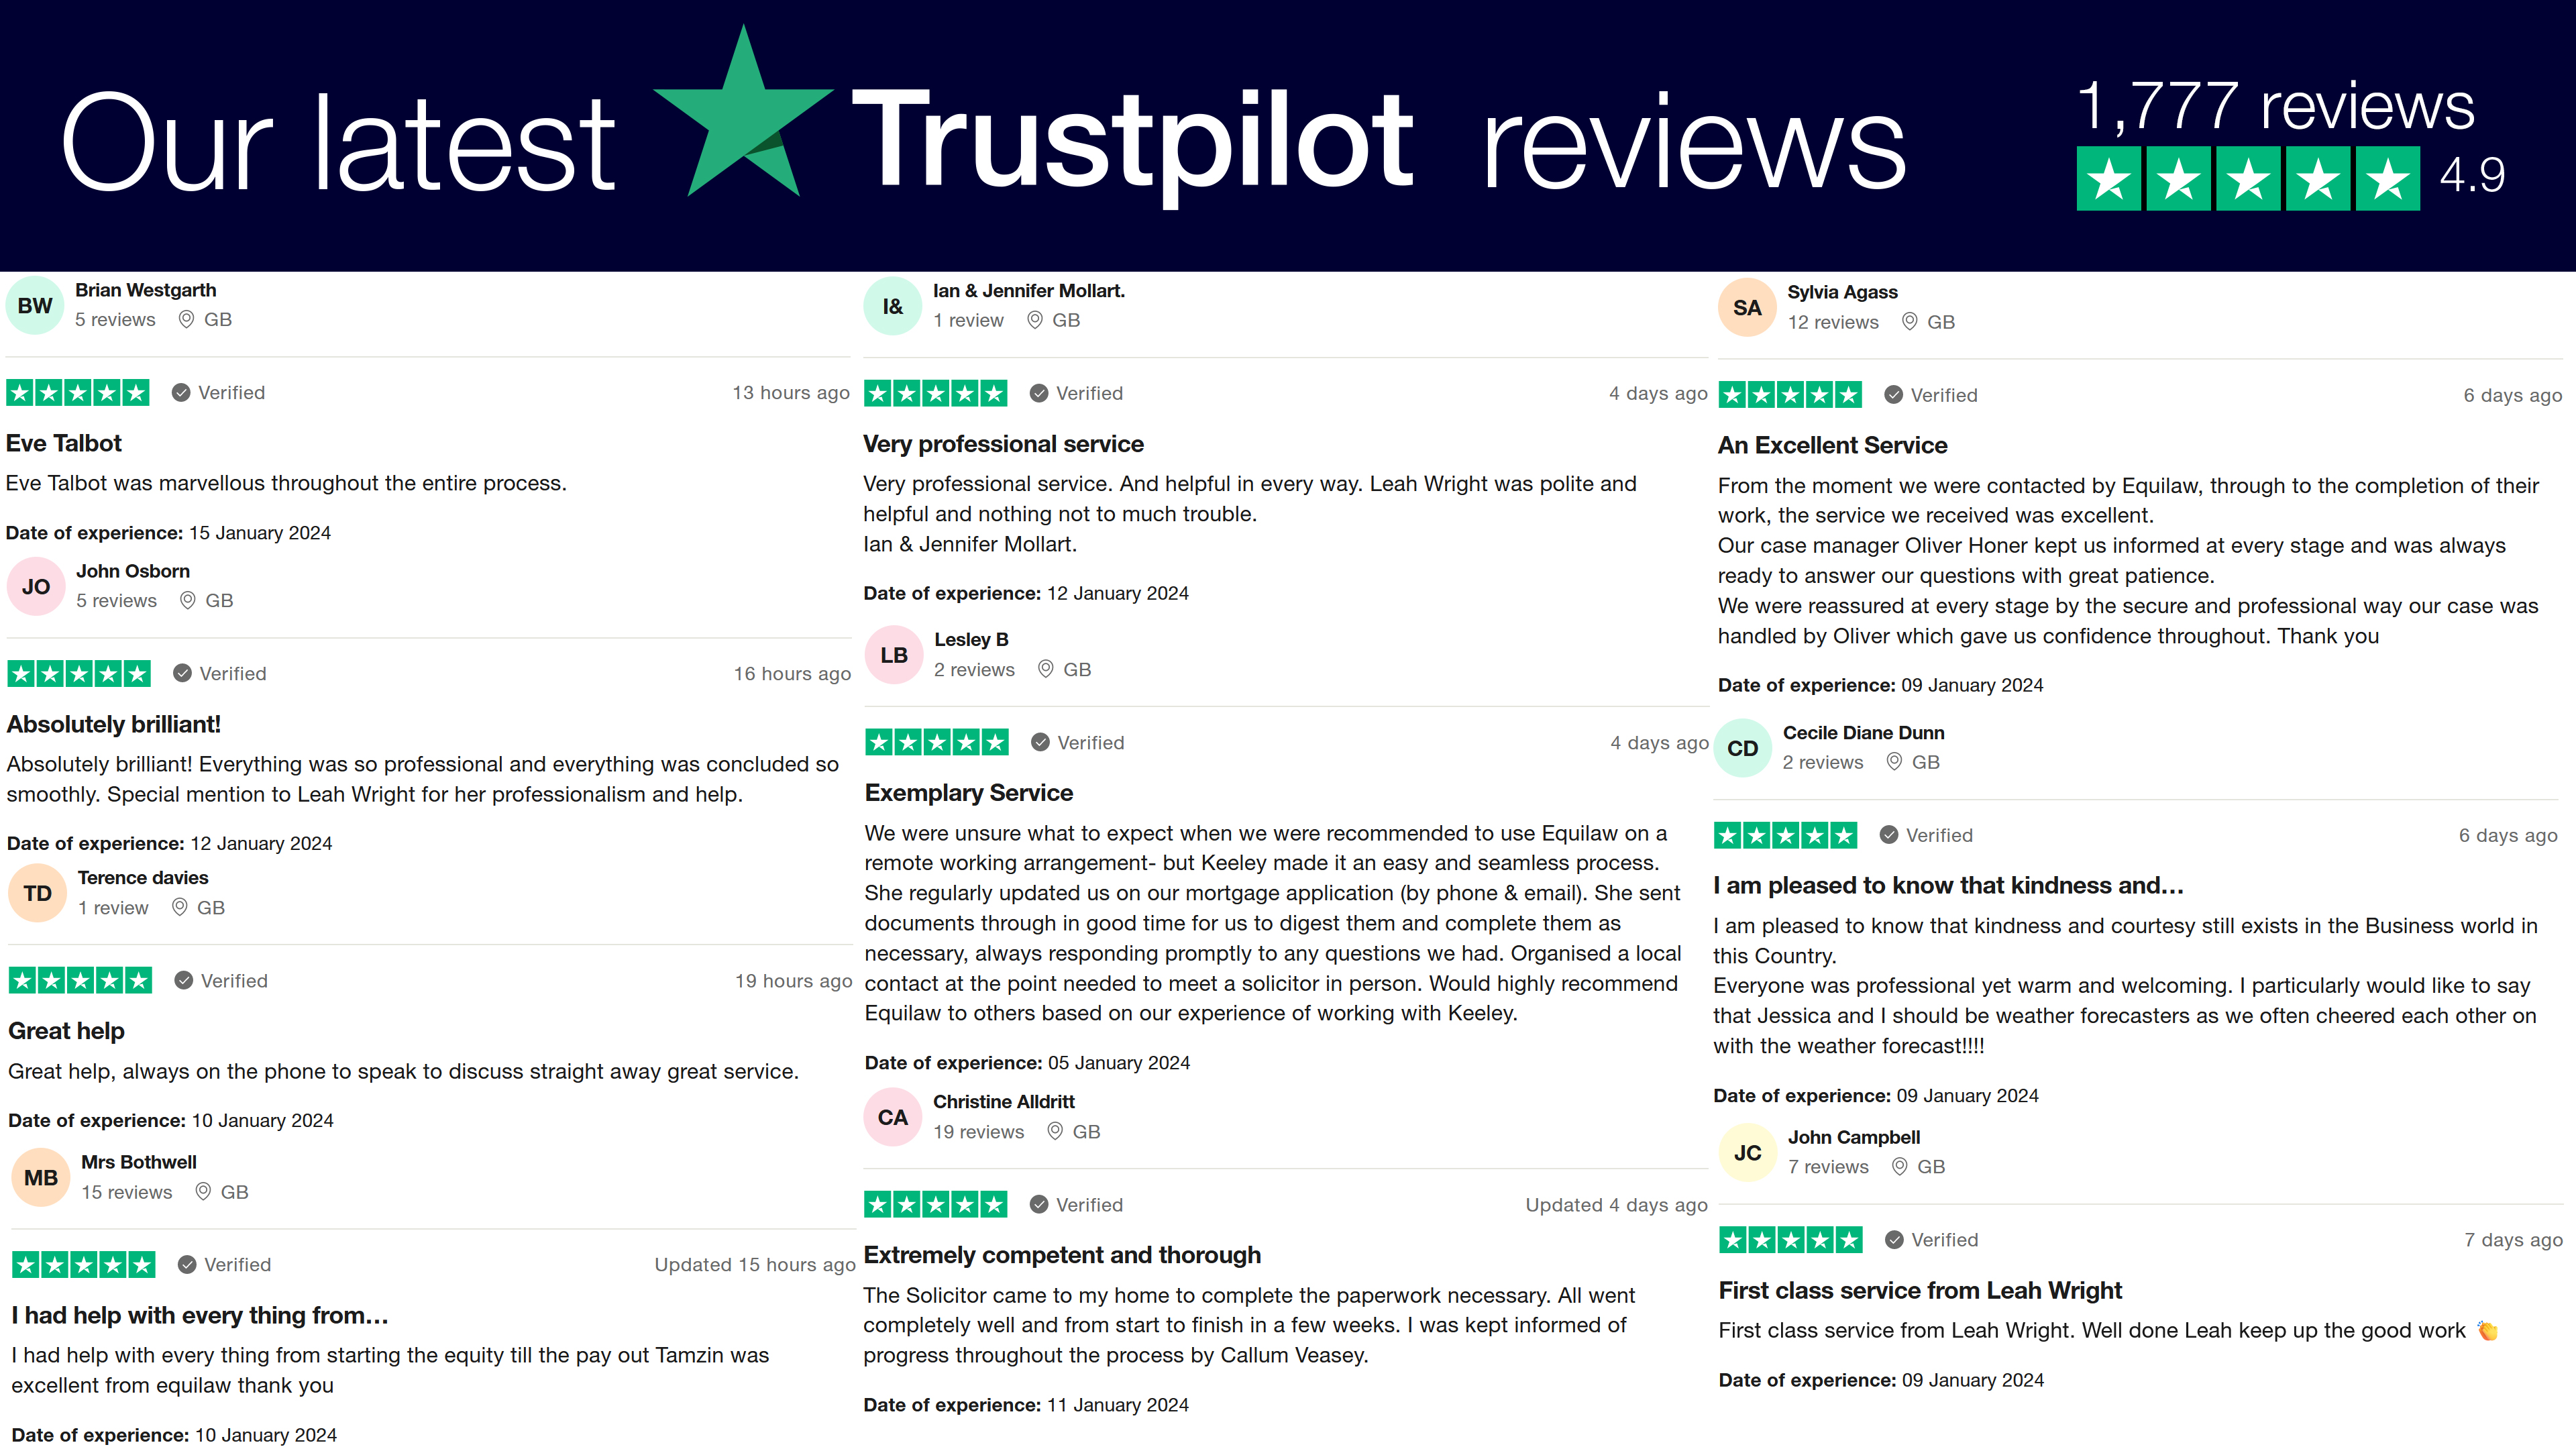 Our latest Trustpilot reviews
1,777 reviews
4.9
BW
Brian Westgarth
5 reviews GB
Verified
13 hours ago
Eve Talbot
Eve Talbot was marvellous throughout the entire process.
Date of experience: 15 January 2024
JO
John Osborn
5 reviews GB
Verified
16 hours ago
Absolutely brilliant!
Absolutely brilliant! Everything was so professional and everything was concluded so
smoothly. Special mention to Leah Wright for her professionalism and help.
Date of experience: 12 January 2024
TD
Terence davies
1 review GB
Verified
19 hours ago
Great help
Great help, always on the phone to speak to discuss straight away great service.
Date of experience: 10 January 2024
MB
Mrs Bothwell
15 reviews GB
Verified
Updated 15 hours ago
I had help with every thing from...
I had help with every thing from starting the equity till the pay out Tamzin was
excellent from equilaw thank you
Date of experience: 10 January 2024
I&
Ian & Jennifer Mollart.
1 review GB
Verified
4 days ago
Very professional service
Very professional service. And helpful in every way. Leah Wright was polite and
helpful and nothing not to much trouble.
Ian & Jennifer Mollart.
Date of experience: 12 January 2024
LB
Lesley B
2 reviews GB
Verified
4 days ago
Exemplary Service
We were unsure what to expect when we were recommended to use Equilaw on a
remote working arrangement- but Keeley made it an easy and seamless process.
She regularly updated us on our mortgage application (by phone & email). She sent
documents through in good time for us to digest them and complete them as
necessary, always responding promptly to any questions we had. Organised a local
contact at the point needed to meet a solicitor in person. Would highly recommend
Equilaw to others based on our experience of working with Keeley.
Date of experience: 05 January 2024
CA
Christine Alldritt
19 reviews GB
Verified
Updated 4 days ago
Extremely competent and thorough
The Solicitor came to my home to complete the paperwork necessary. All went
completely well and from start to finish in a few weeks. I was kept informed of
progress throughout the process by Callum Veasey.
Date of experience: 11 January 2024
SA
Sylvia Agass
12 reviews GB
Verified
6 days ago
An Excellent Service
From the moment we were contacted by Equilaw, through to the completion of their
work, the service we received was excellent.
Our case manager Oliver Honer kept us informed at every stage and was always
ready to answer our questions with great patience.
We were reassured at every stage by the secure and professional way our case was
handled by Oliver which gave us confidence throughout. Thank you
Date of experience: 09 January 2024
CD
Cecile Diane Dunn
2 reviews GB
Verified
6 days ago
I am pleased to know that kindness and...
I am pleased to know that kindness and courtesy still exists in the Business world in
this Country.
Everyone was professional yet warm and welcoming. I particularly would like to say
that Jessica and I should be weather forecasters as we often cheered each other on
with the weather forecast!!!!
Date of experience: 09 January 2024
JC
John Campbell
7 reviews GB
Verified
7 days ago
First class service from Leah Wright
First class service from Leah Wright. Well done Leah keep up the good work 👏
Date of experience: 09 January 2024